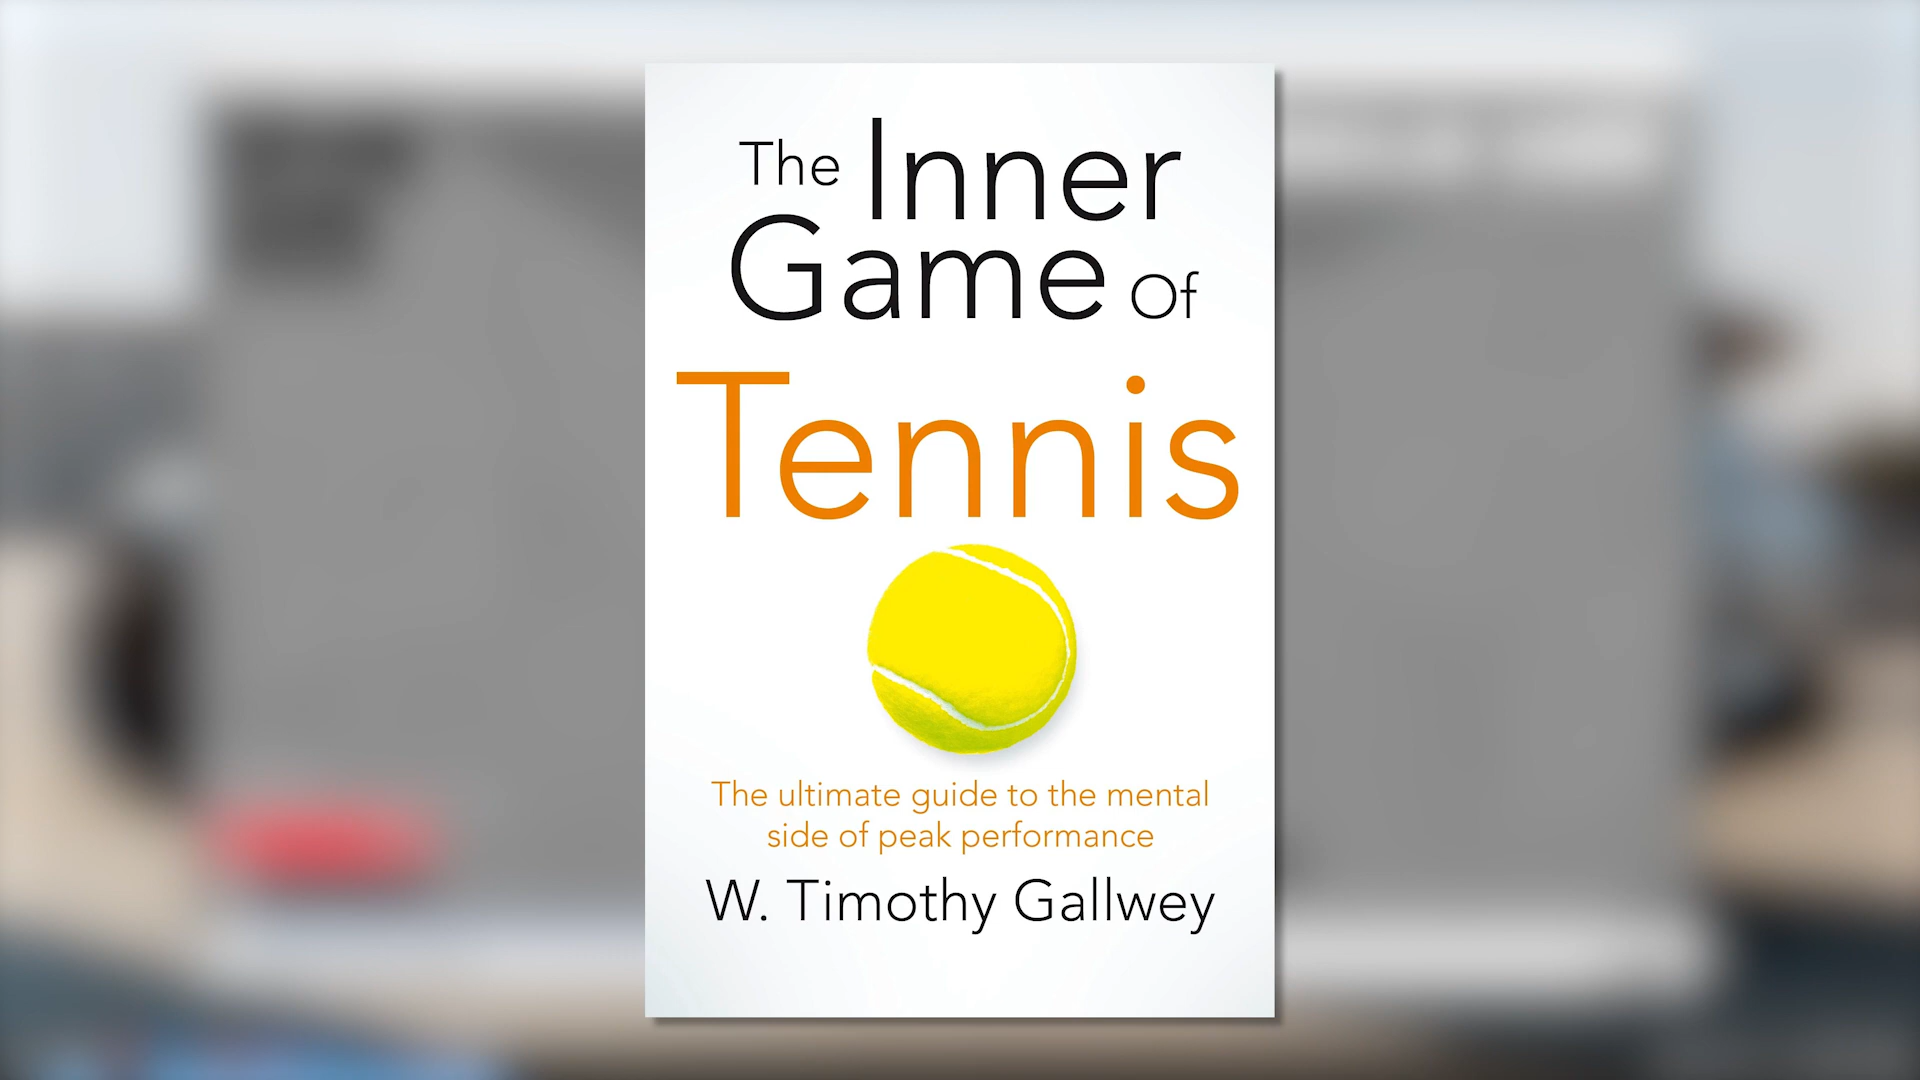 The Inner
Game Of
Tennis
The ultimate guide to the mental
side of peak performance
W. Timothy Gallwey